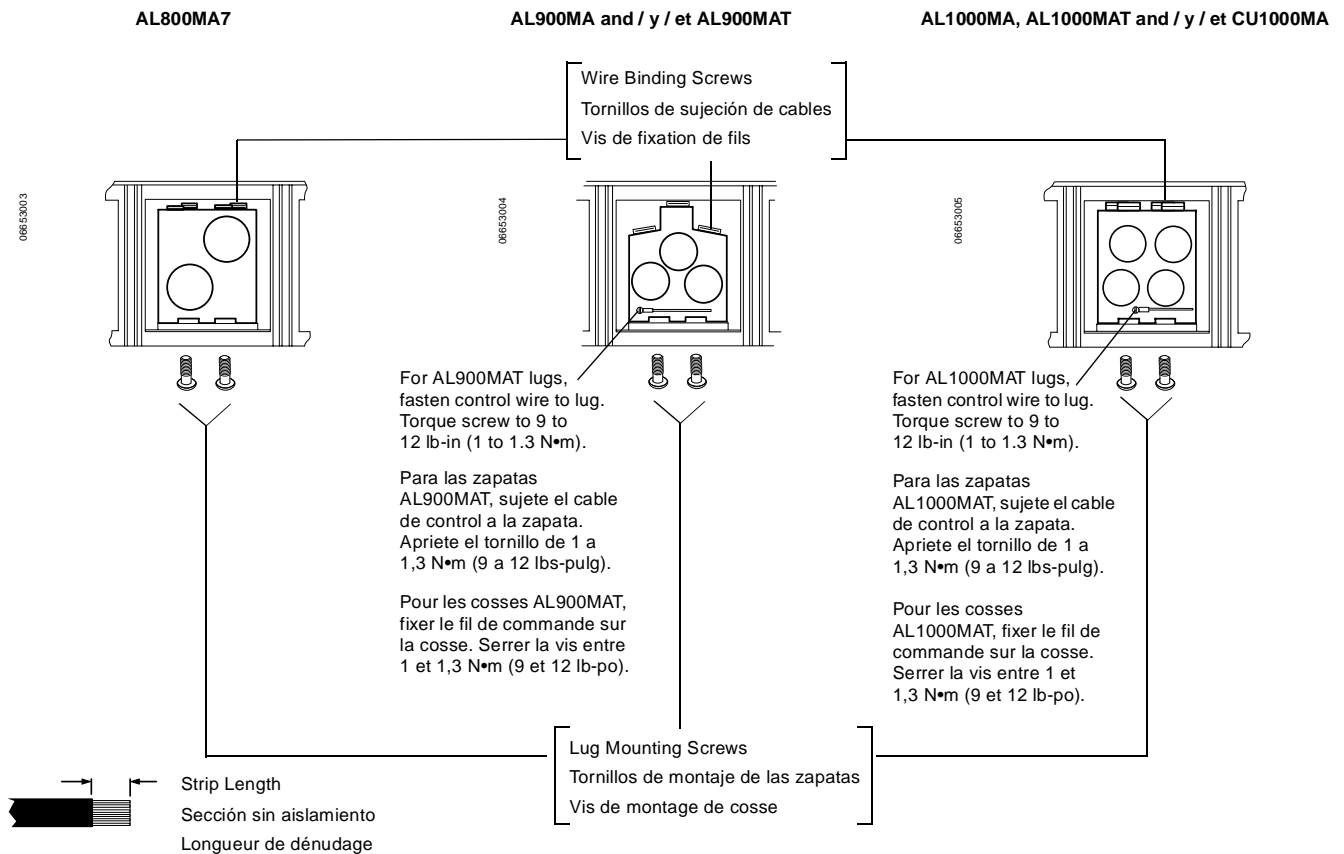 AL800MA7
AL900MA and / y / et AL900MAT
AL1000MA, AL1000MAT and / y / et CU1000MA
Wire Binding Screws
Tornillos de sujeción de cables
Vis de fixation de fils
06653003
06653004
06653005
For AL900MAT lugs,
fasten control wire to lug.
Torque screw to 9 to
12 lb-in (1 to 1.3 N•m).
Para las zapatas
AL900MAT, sujete el cable
de control a la zapata.
Apriete el tornillo de 1 a
1,3 N•m (9 a 12 lbs-pulg).
Pour les cosses AL900MAT,
fixer le fil de commande sur
la cosse. Serrer la vis entre
1 et 1,3 N•m (9 et 12 lb-po).
For AL1000MAT lugs,
fasten control wire to lug.
Torque screw to 9 to
12 lb-in (1 to 1.3 N•m).
Para las zapatas
AL1000MAT, sujete el cable
de control a la zapata.
Apriete el tornillo de 1 a
1,3 N•m (9 a 12 lbs-pulg).
Pour les cosses
AL1000MAT, fixer le fil de
commande sur la cosse.
Serrer la vis entre 1 et
1,3 N•m (9 et 12 lb-po).
Lug Mounting Screws
Tornillos de montaje de las zapatas
Vis de montage de cosse
Strip Length
Sección sin aislamiento
Longueur de dénudage